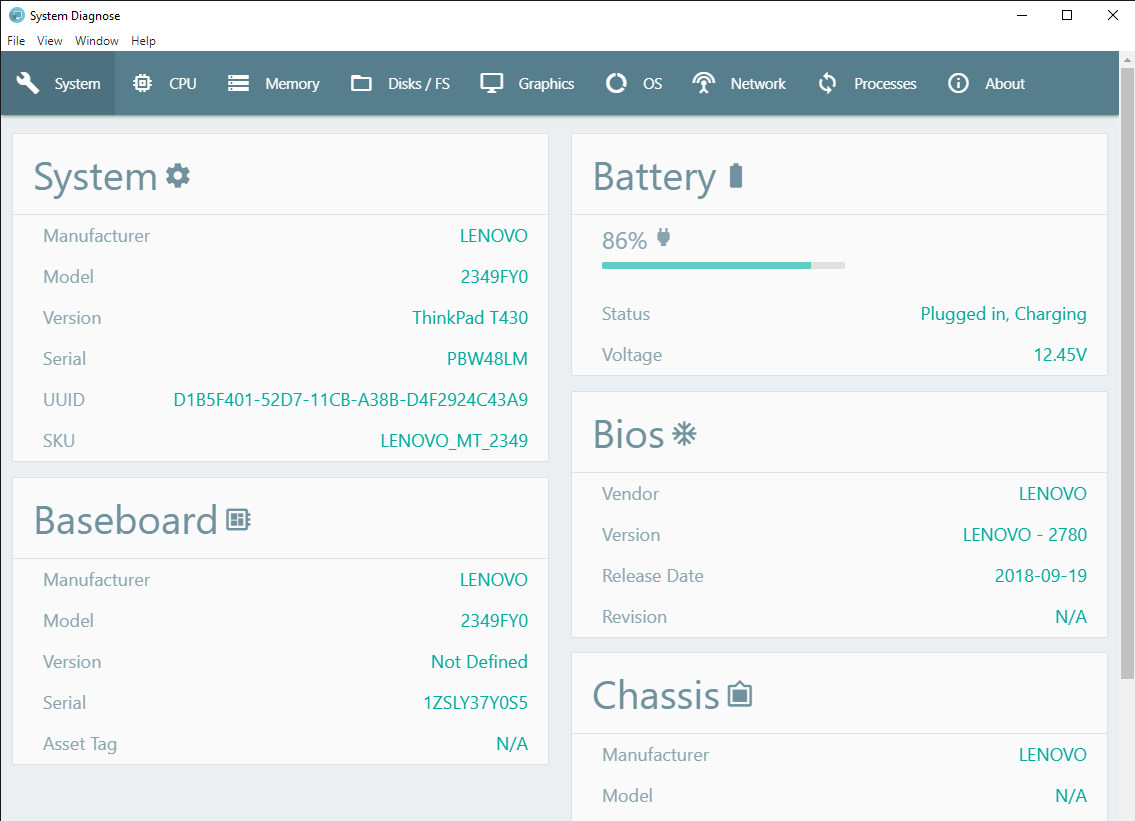 System Diagnose
File View Window Help
System CPU Memory Disks / FS Graphics OS Network Processes About
System
Manufacturer LENOVO
Model 2349FY0
Version ThinkPad T430
Serial PBW48LM
UUID D1B5F401-52D7-11CB-A38B-D4F2924C43A9
SKU LENOVO_MT_2349
Baseboard
Manufacturer LENOVO
Model 2349FY0
Version Not Defined
Serial 1ZSLY37Y0S5
Asset Tag N/A
Battery
86%
Status Plugged in, Charging
Voltage 12.45V
Bios
Vendor LENOVO
Version LENOVO - 2780
Release Date 2018-09-19
Revision N/A
Chassis
Manufacturer LENOVO
Model N/A